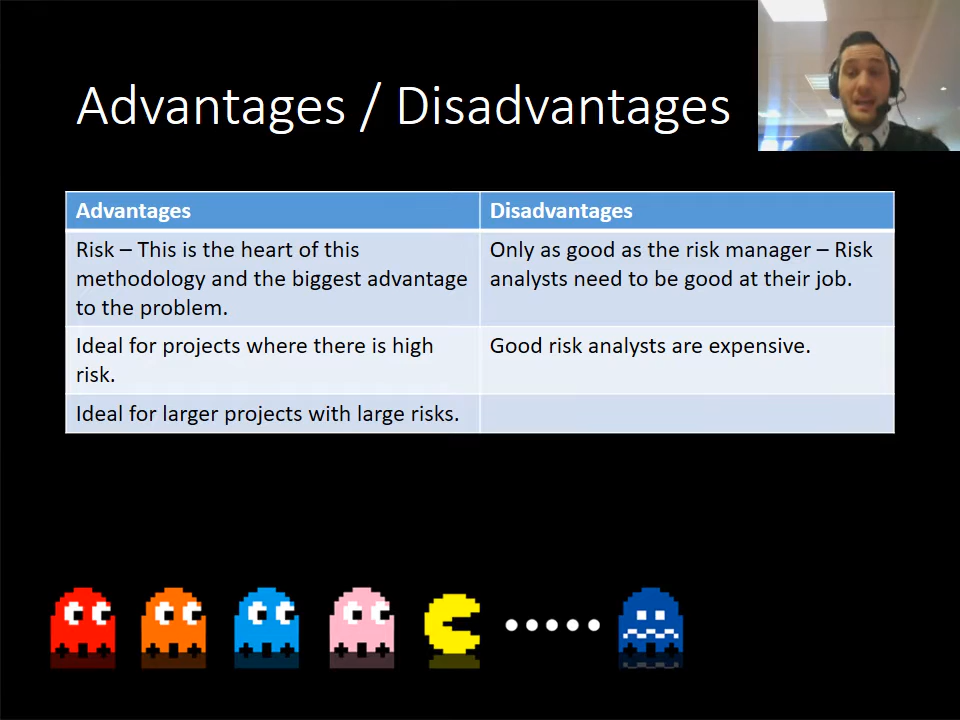 Advantages / Disadvantages
Advantages
Disadvantages
Risk – This is the heart of this
methodology and the biggest advantage
to the problem.
Only as good as the risk manager – Risk
analysts need to be good at their job.
Ideal for projects where there is high
risk.
Good risk analysts are expensive.
Ideal for larger projects with large risks.